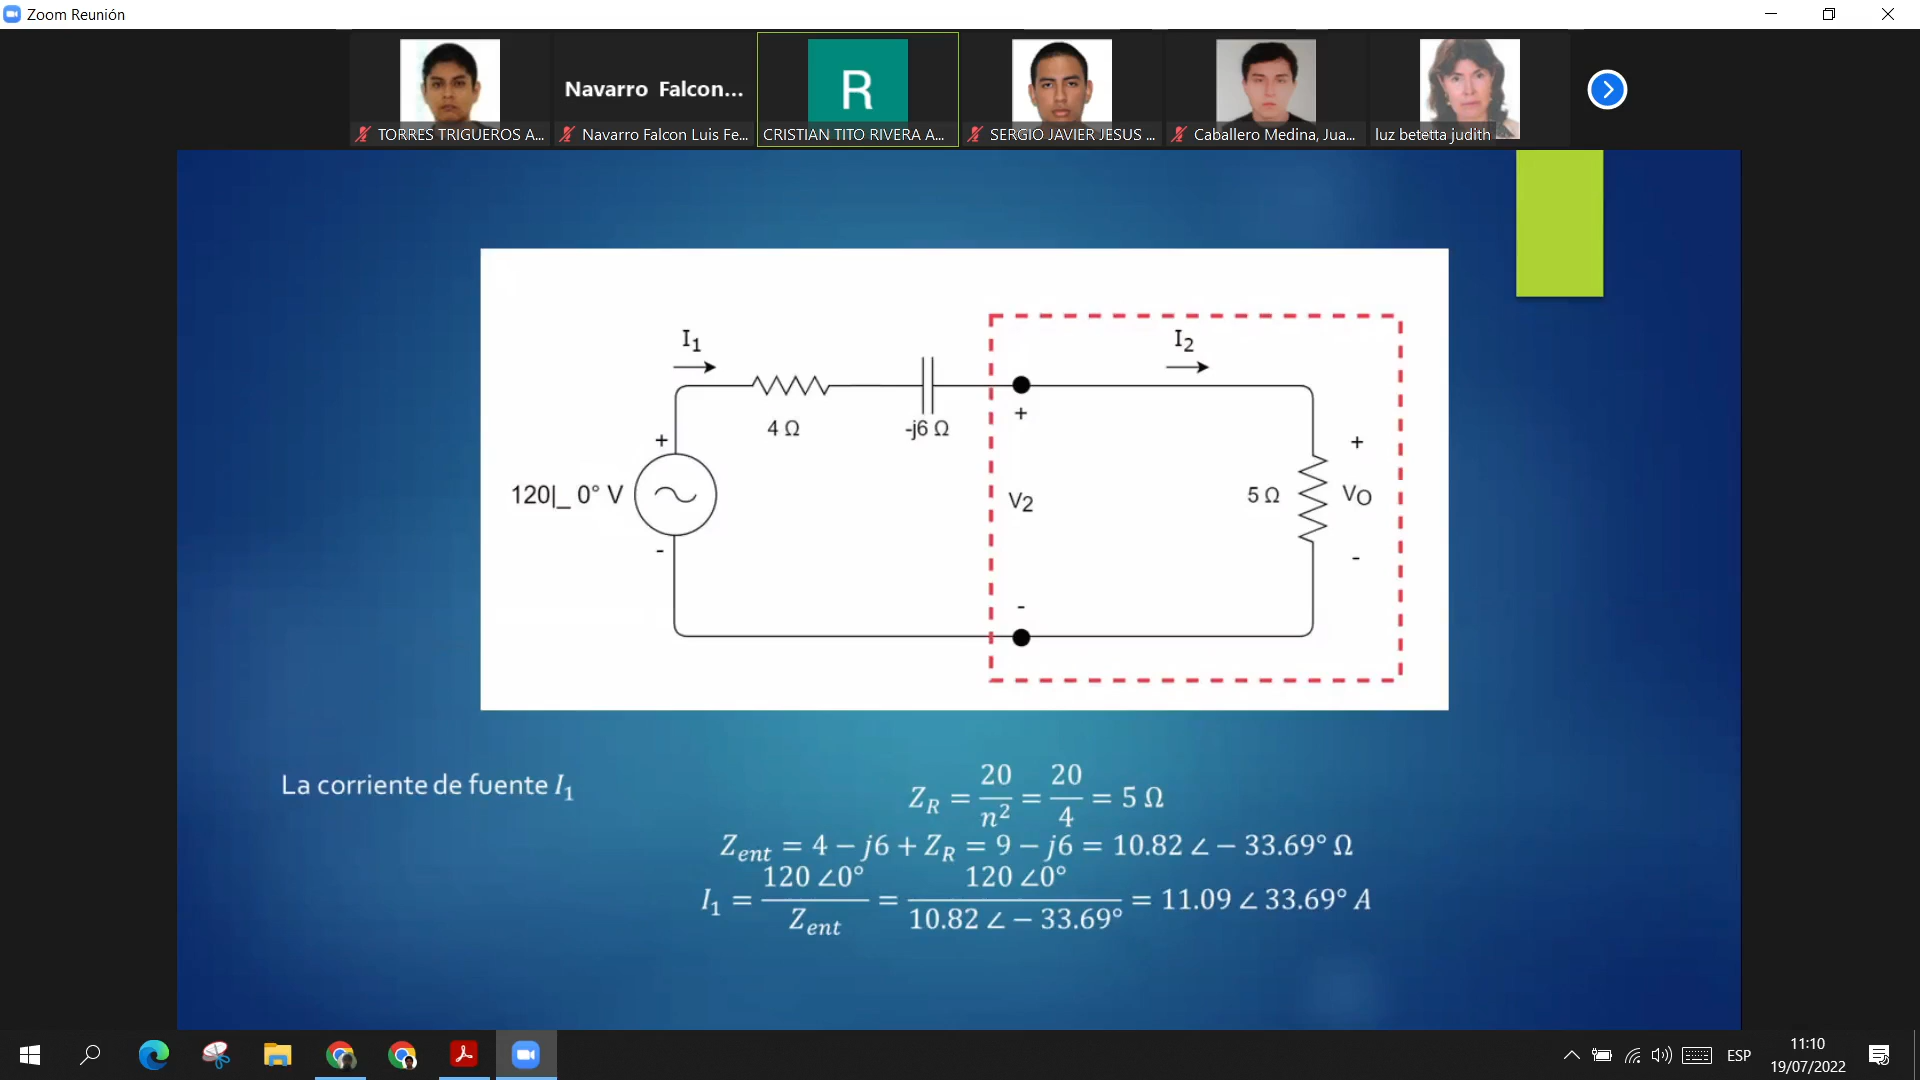 Zoom Reunión
Navarro Falcon...
R
TORRES TRIGUEROS A...
Navarro Falcon Luis Fe...
CRISTIAN TITO RIVERA A...
SERGIO JAVIER JESUS ...
Caballero Medina, Jua...
luz betetta judith
I₁
I₂
4 Ω
-j6 Ω
+
+
+
120|_ 0° V
V₂
5 Ω
V_O
-
-
-
La corriente de fuente I₁
Z_R = 20/n² = 20/4 = 5 Ω
Z_ent = 4 − j6 + Z_R = 9 − j6 = 10.82 ∠ − 33.69° Ω
I₁ = 120 ∠0°/Z_ent = 120 ∠0°/10.82 ∠ − 33.69° = 11.09 ∠ 33.69° A
ESP
11:10
19/07/2022